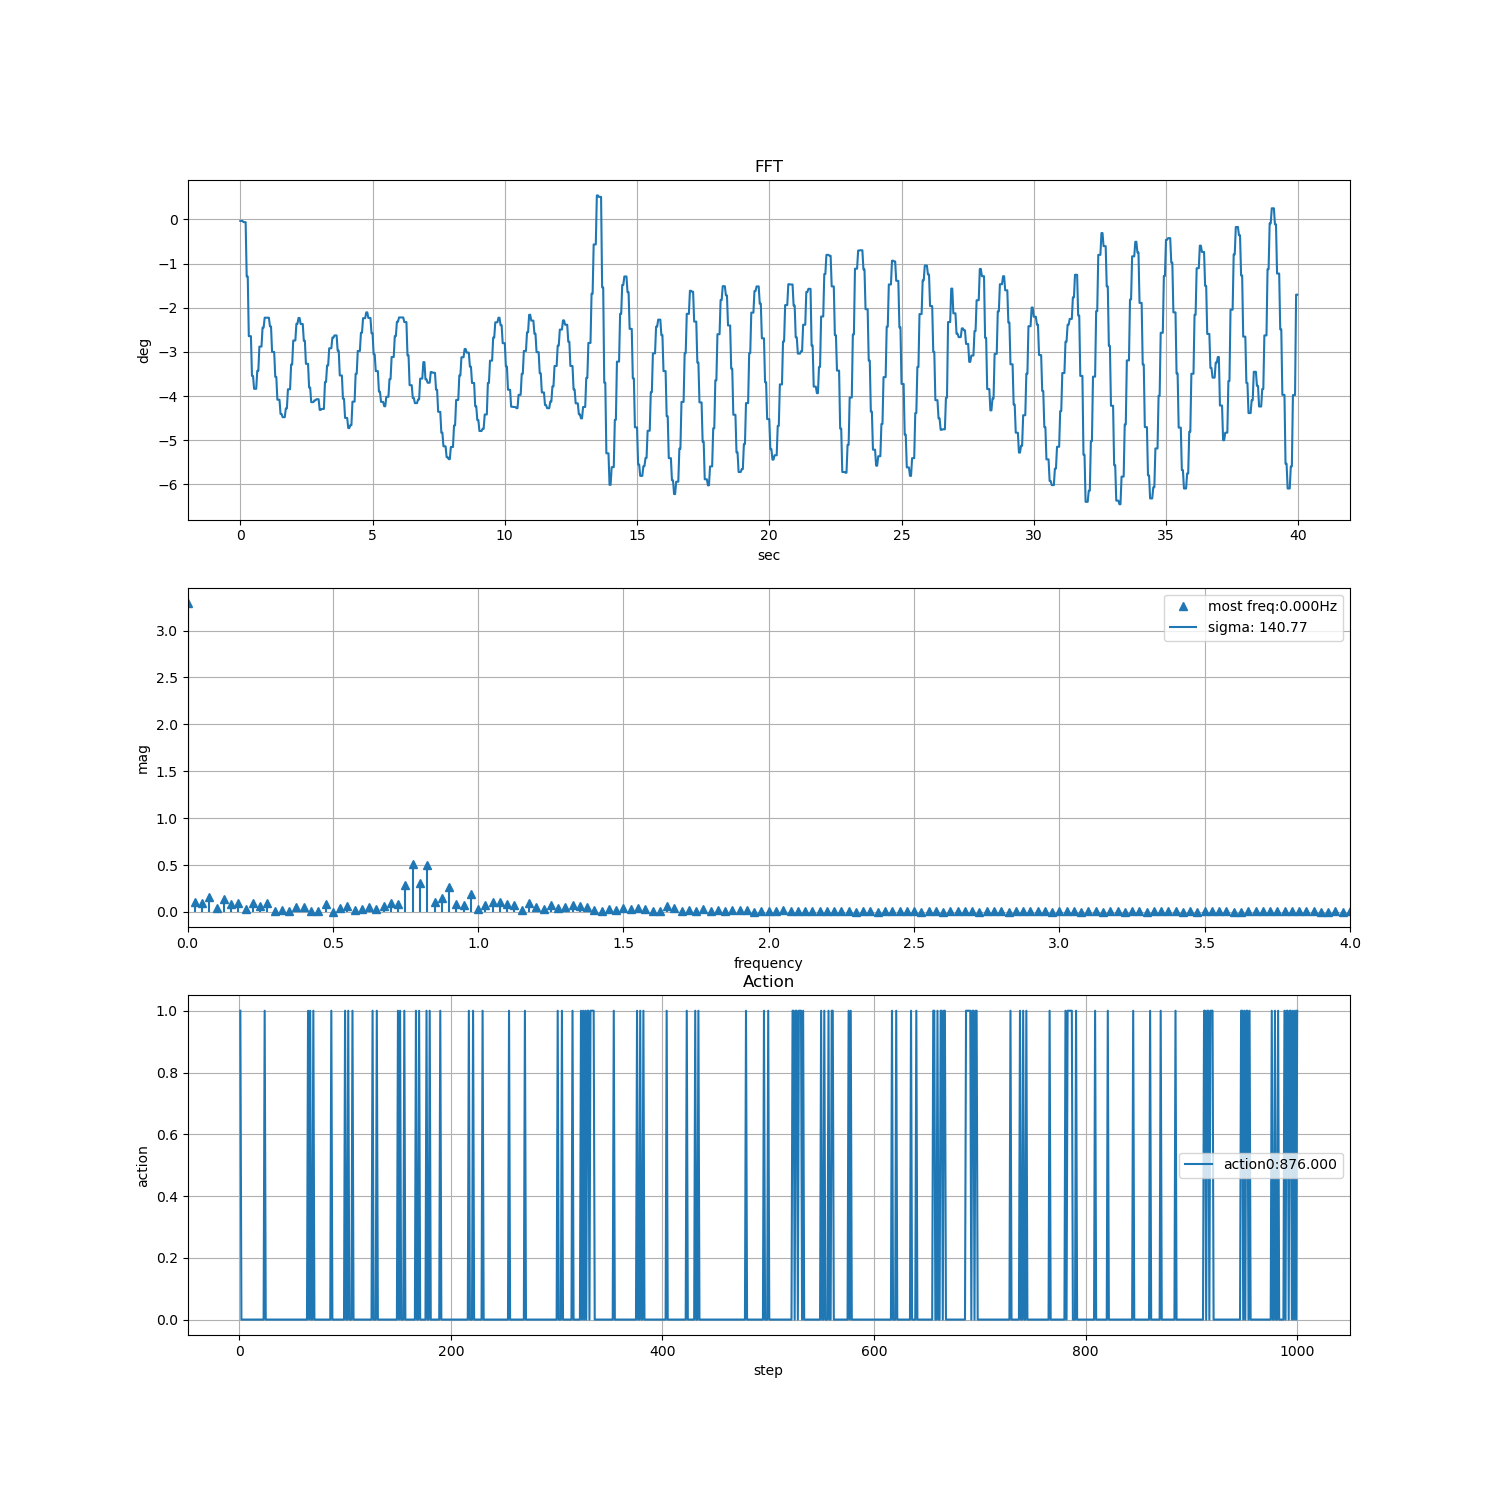 FFT
0
−1
−2
−3
−4
−5
−6
deg
0 5 10 15 20 25 30 35 40
sec
most freq:0.000Hz
sigma: 140.77
3.0
2.5
2.0
1.5
1.0
0.5
0.0
mag
0.0 0.5 1.0 1.5 2.0 2.5 3.0 3.5 4.0
frequency
Action
1.0
0.8
0.6
0.4
0.2
0.0
action
action0:876.000
0 200 400 600 800 1000
step